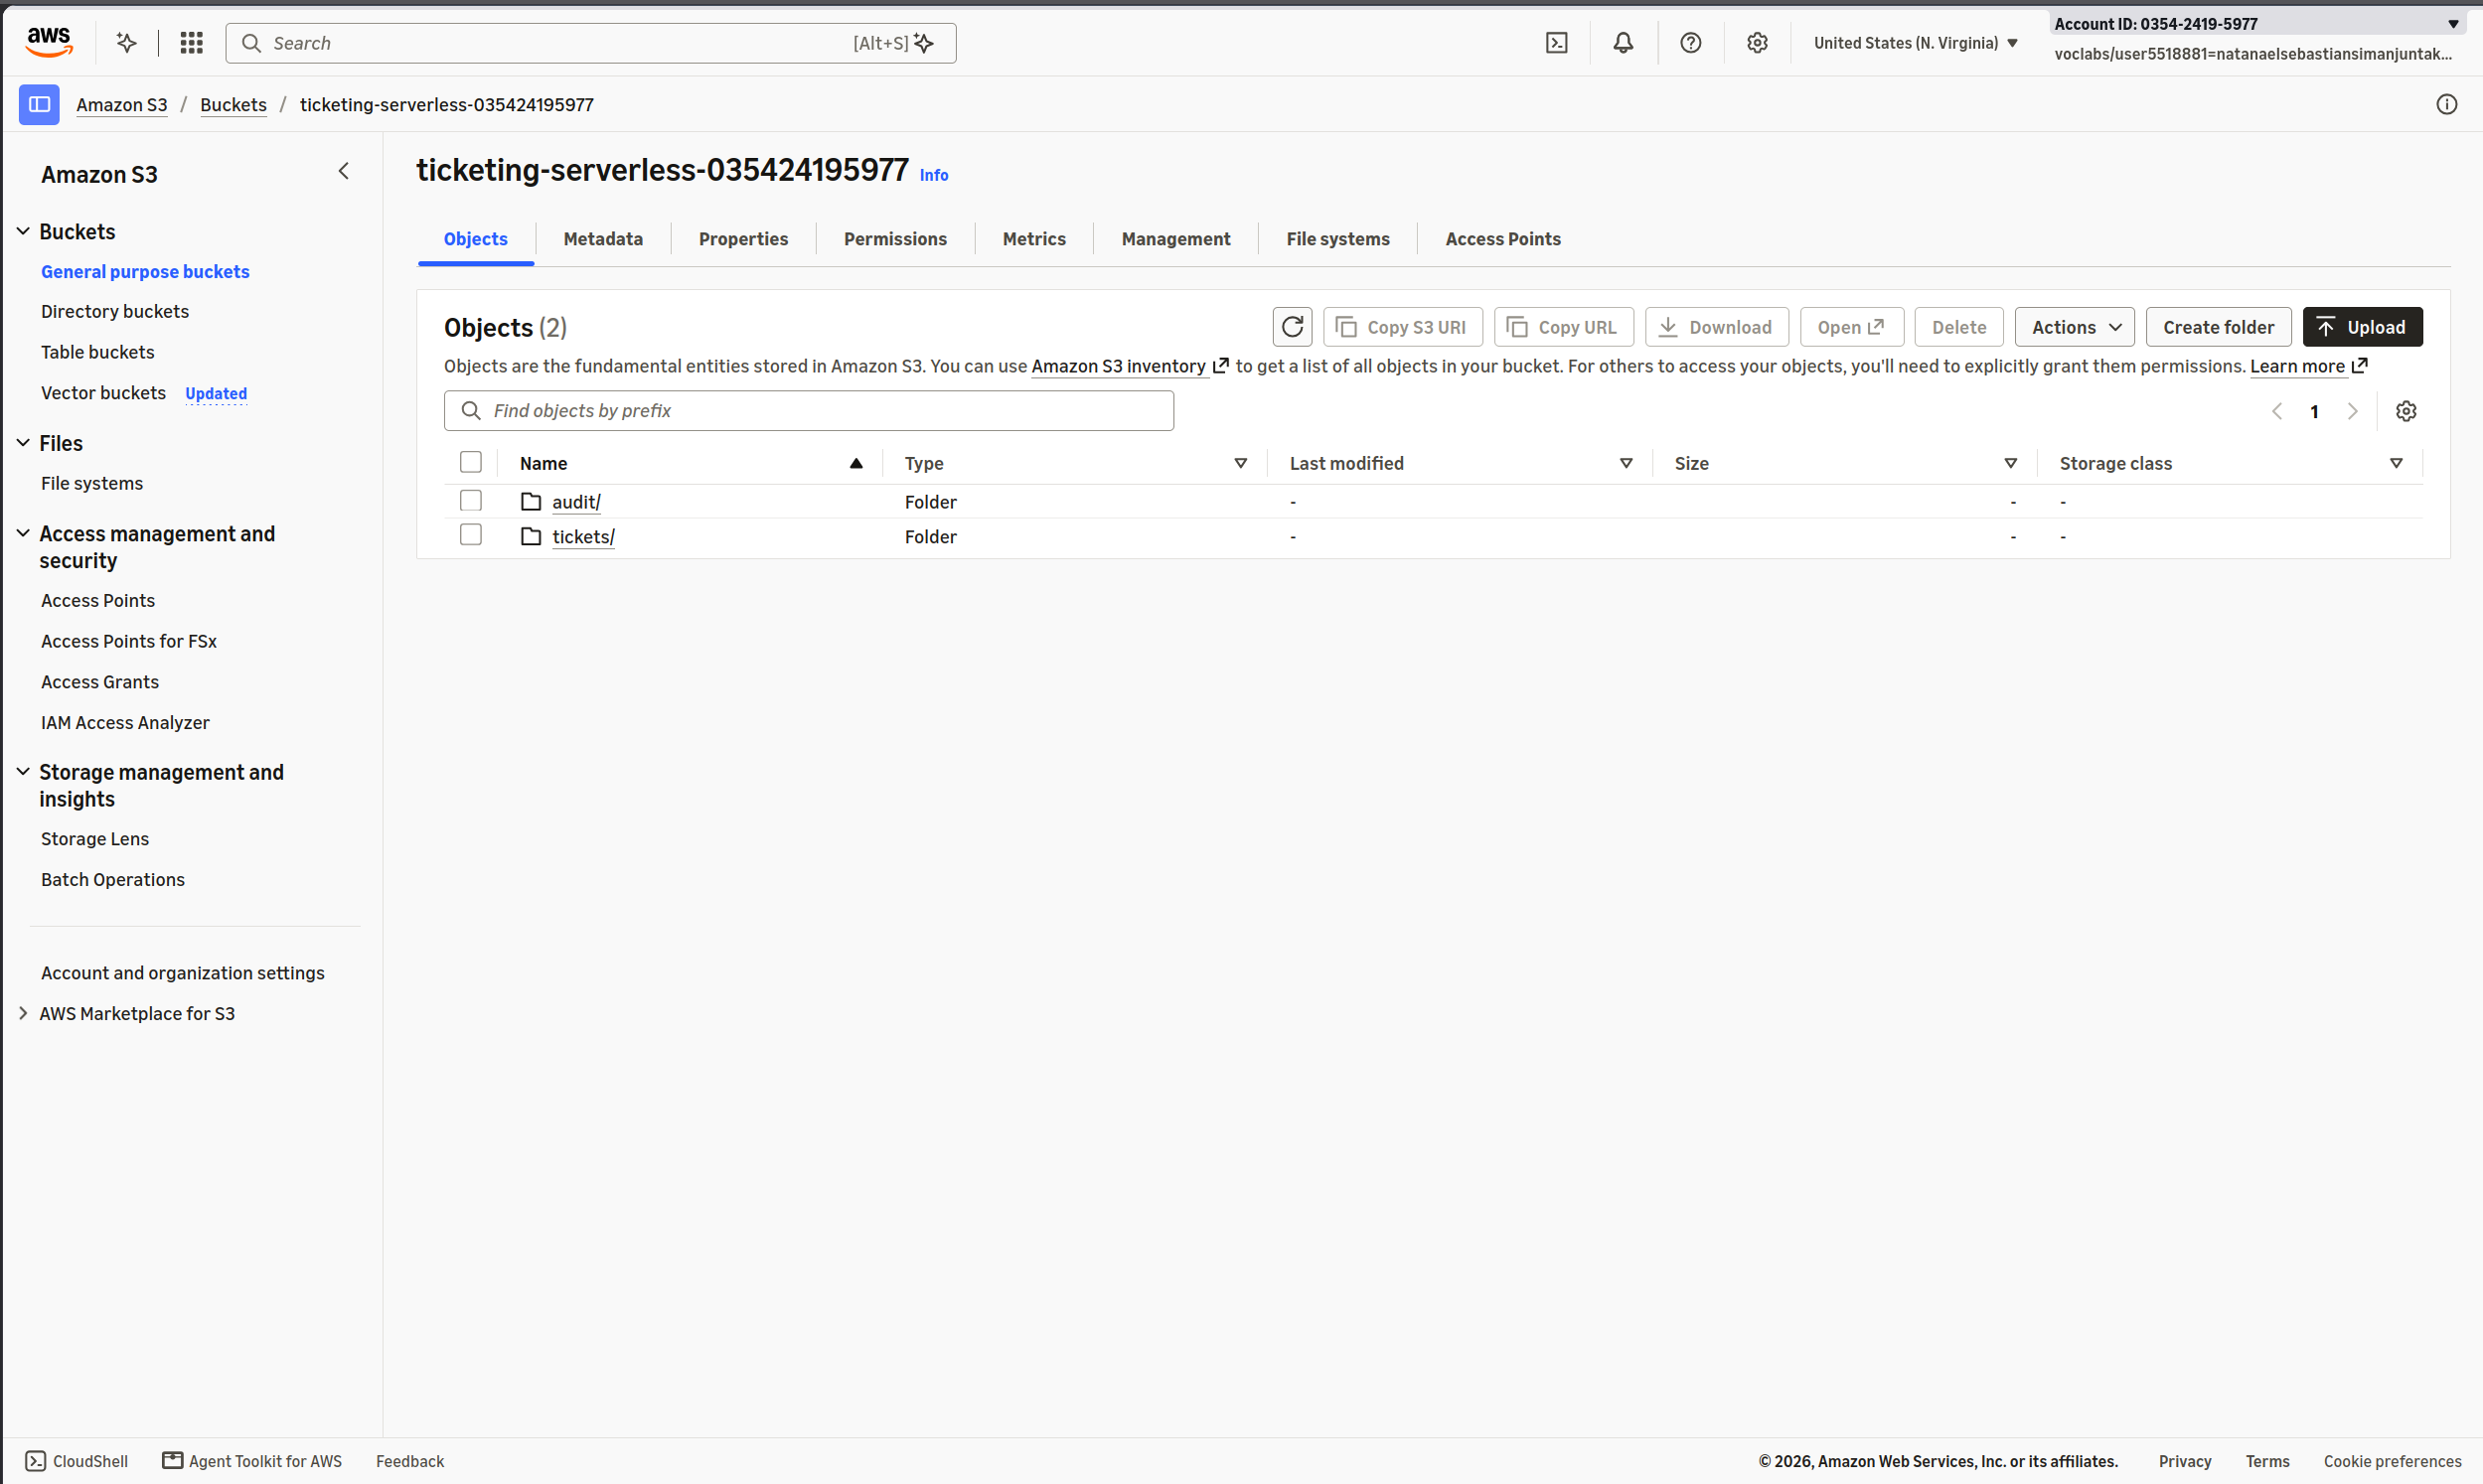 aws
Search [Alt+S]
United States (N. Virginia)
Account ID: 0354-2419-5977
voclabs/user5518881=natanaelsebastiansimanjuntak...
Amazon S3 / Buckets / ticketing-serverless-035424195977
Amazon S3
Buckets
General purpose buckets
Directory buckets
Table buckets
Vector buckets Updated
Files
File systems
Access management and
security
Access Points
Access Points for FSx
Access Grants
IAM Access Analyzer
Storage management and
insights
Storage Lens
Batch Operations
Account and organization settings
AWS Marketplace for S3
ticketing-serverless-035424195977 Info
Objects Metadata Properties Permissions Metrics Management File systems Access Points
Objects (2)
Copy S3 URI Copy URL Download Open Delete Actions Create folder Upload
Objects are the fundamental entities stored in Amazon S3. You can use Amazon S3 inventory to get a list of all objects in your bucket. For others to access your objects, you'll need to explicitly grant them permissions. Learn more
Find objects by prefix
1
Name Type Last modified Size Storage class
audit/ Folder - - -
tickets/ Folder - - -
CloudShell Agent Toolkit for AWS Feedback
© 2026, Amazon Web Services, Inc. or its affiliates. Privacy Terms Cookie preferences